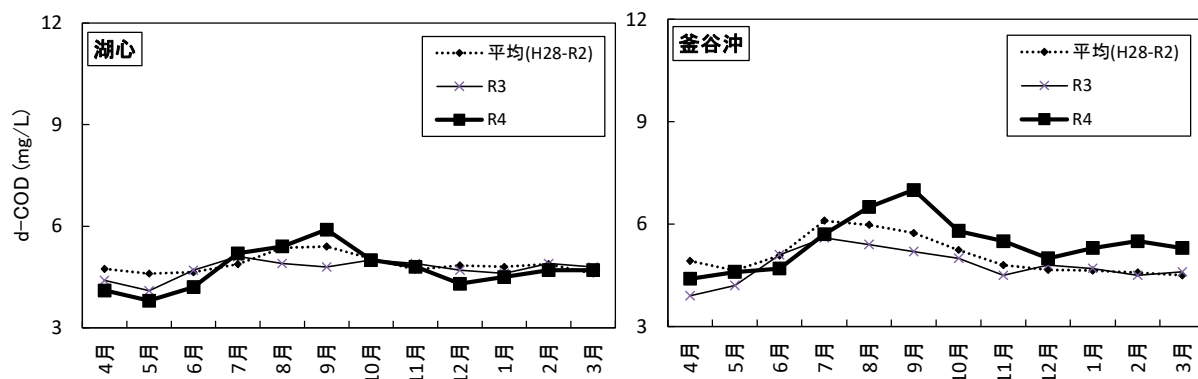 d-COD (mg/L)
12
9
6
3
湖心
平均(H28-R2)
R3
R4
4月
5月
6月
7月
8月
9月
10月
11月
12月
1月
2月
3月
12
9
6
3
釜谷沖
平均(H28-R2)
R3
R4
4月
5月
6月
7月
8月
9月
10月
11月
12月
1月
2月
3月